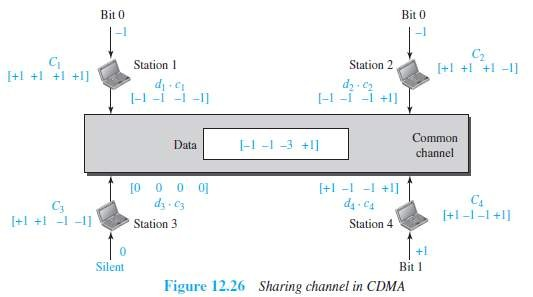 Bit 0
Bit 0
–1
–1
C₁
[+1 +1 +1 +1]
Station 1
d₁ · c₁
[–1 –1 –1 –1]
Station 2
d₂ · c₂
[–1 –1 –1 +1]
C₂
[+1 +1 +1 –1]
Data
[–1 –1 –3 +1]
Common
channel
[0 0 0 0]
d₃ · c₃
[+1 –1 –1 +1]
d₄ · c₄
C₃
[+1 +1 –1 –1]
Station 3
Station 4
C₄
[+1 –1 –1 +1]
0
+1
Silent
Bit 1
Figure 12.26 Sharing channel in CDMA